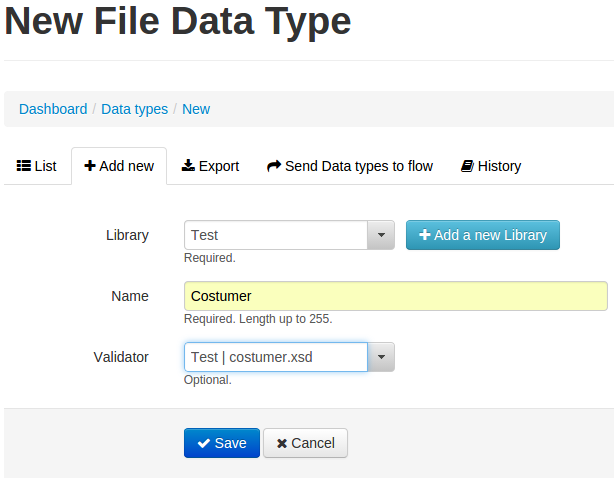 New File Data Type
Dashboard / Data types / New
List Add new Export Send Data types to flow History
Library Test Add a new Library
Required.
Name Costumer
Required. Length up to 255.
Validator Test | costumer.xsd
Optional.
Save Cancel